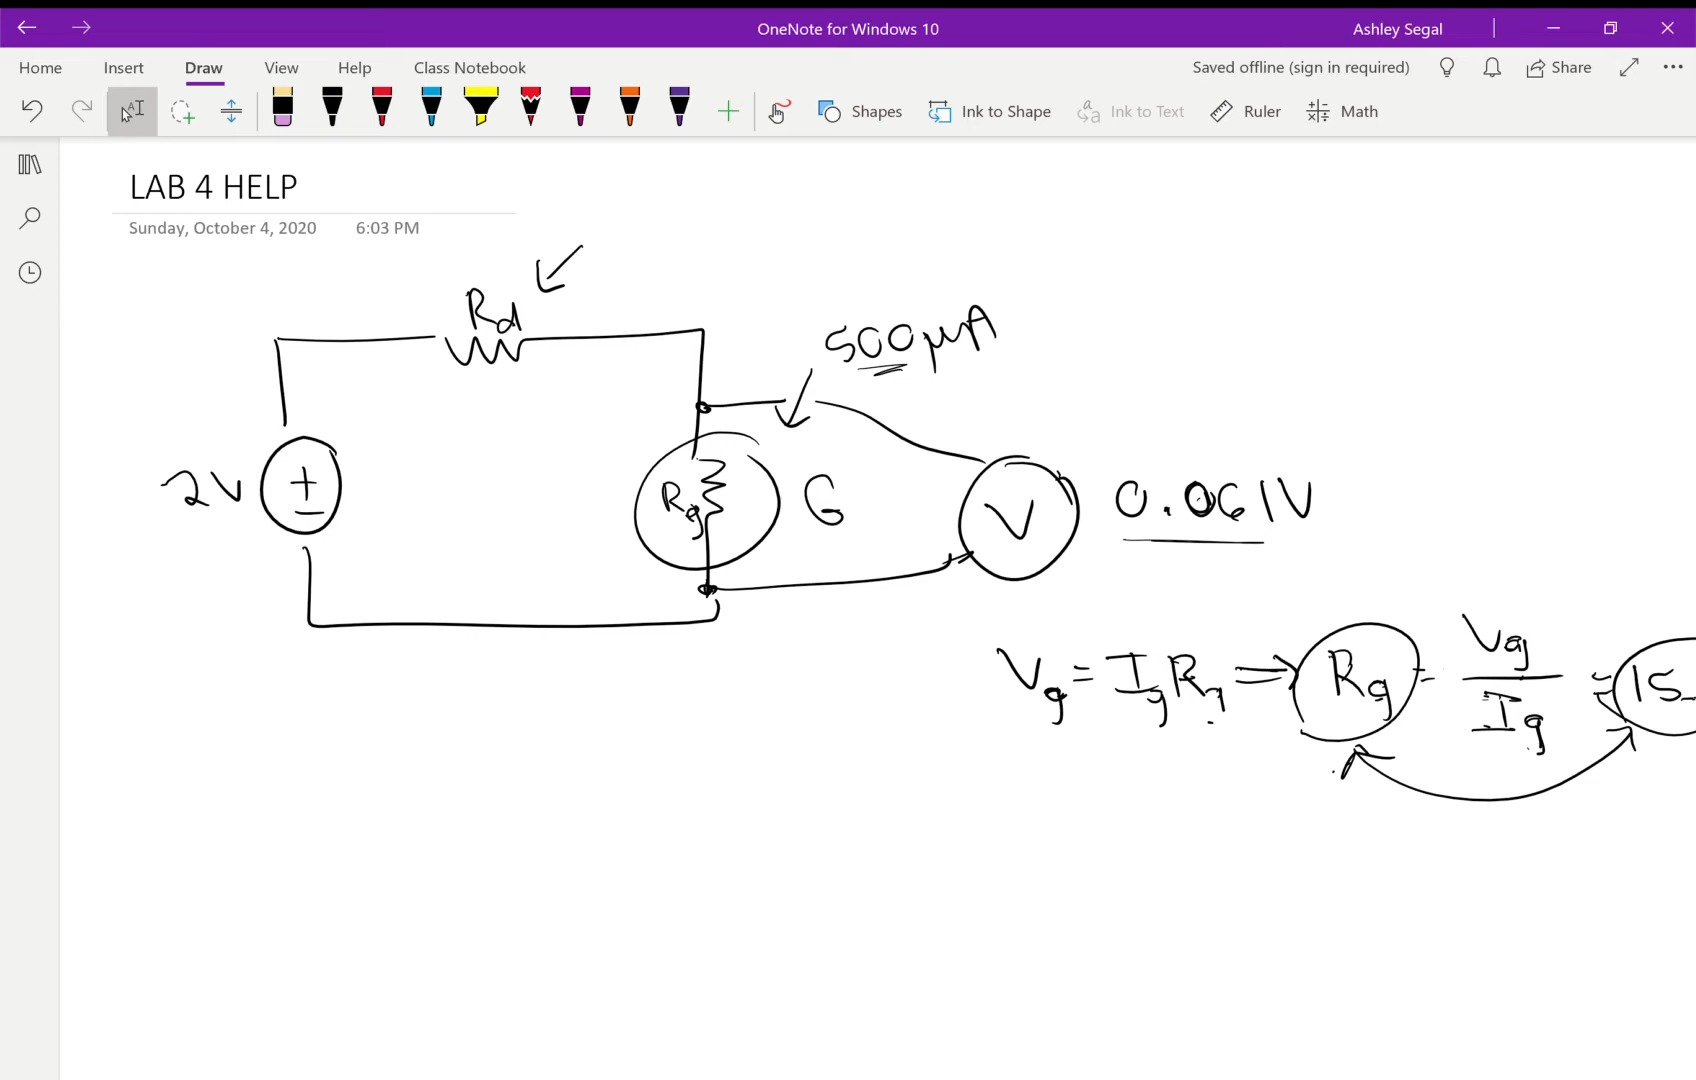 OneNote for Windows 10
Ashley Segal
Home Insert Draw View Help Class Notebook
Saved offline (sign in required) Share
Shapes Ink to Shape Ink to Text Ruler Math
LAB 4 HELP
Sunday, October 4, 2020 6:03 PM
Rd
500μA
2V
+
−
Rg
G
V
0.061V
Vg = IgRg ⇒ Rg = Vg/Ig = 15